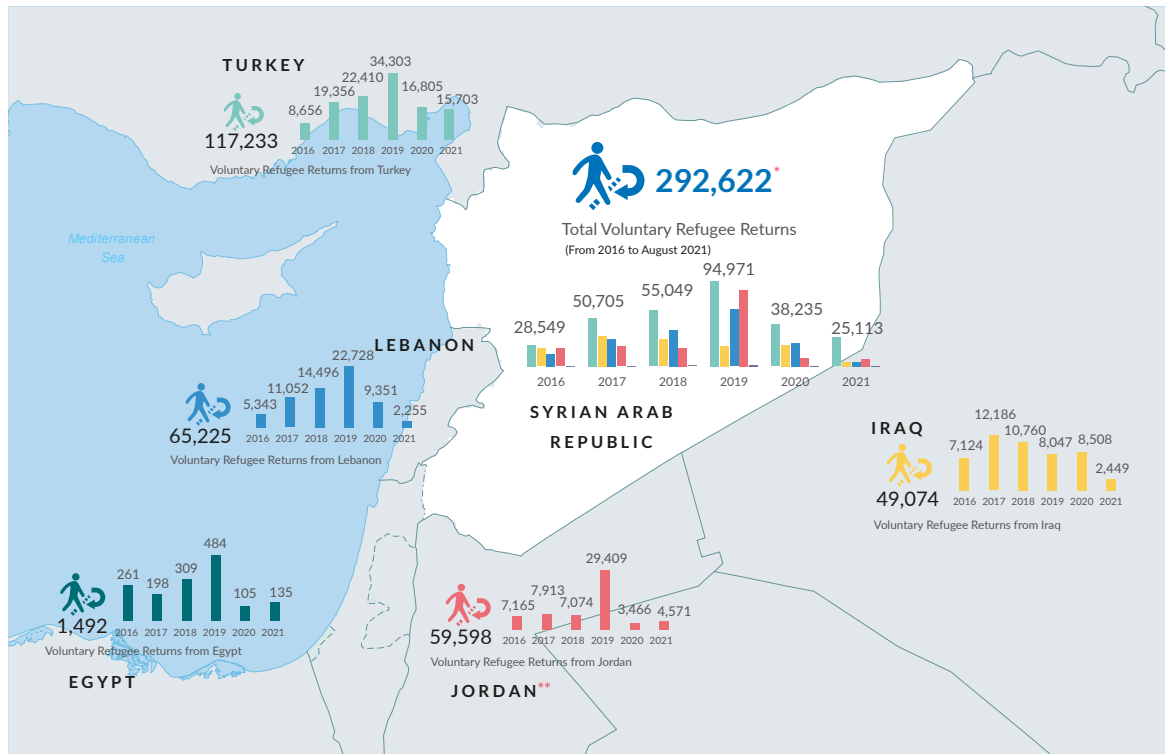 TURKEY
117,233
8,656
19,356
22,410
34,303
16,805
15,703
2016 2017 2018 2019 2020 2021
Voluntary Refugee Returns from Turkey
Mediterranean
Sea
292,622*
Total Voluntary Refugee Returns
(From 2016 to August 2021)
28,549
50,705
55,049
94,971
38,235
25,113
2016 2017 2018 2019 2020 2021
SYRIAN ARAB
REPUBLIC
LEBANON
65,225
5,343
11,052
14,496
22,728
9,351
2,255
2016 2017 2018 2019 2020 2021
Voluntary Refugee Returns from Lebanon
IRAQ
49,074
7,124
12,186
10,760
8,047
8,508
2,449
2016 2017 2018 2019 2020 2021
Voluntary Refugee Returns from Iraq
1,492
261
198
309
484
105
135
2016 2017 2018 2019 2020 2021
Voluntary Refugee Returns from Egypt
EGYPT
59,598
7,165
7,913
7,074
29,409
3,466
4,571
2016 2017 2018 2019 2020 2021
Voluntary Refugee Returns from Jordan
JORDAN**